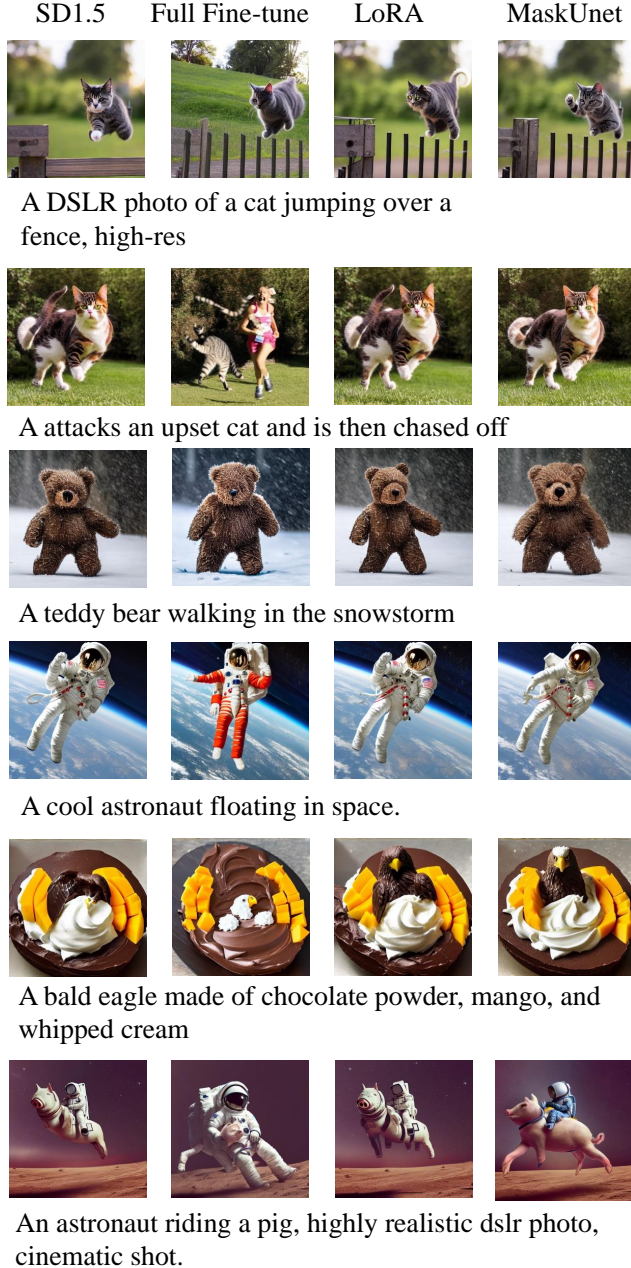 SD1.5 Full Fine-tune LoRA MaskUnet
A DSLR photo of a cat jumping over a
fence, high-res
A attacks an upset cat and is then chased off
A teddy bear walking in the snowstorm
A cool astronaut floating in space.
A bald eagle made of chocolate powder, mango, and
whipped cream
An astronaut riding a pig, highly realistic dslr photo,
cinematic shot.